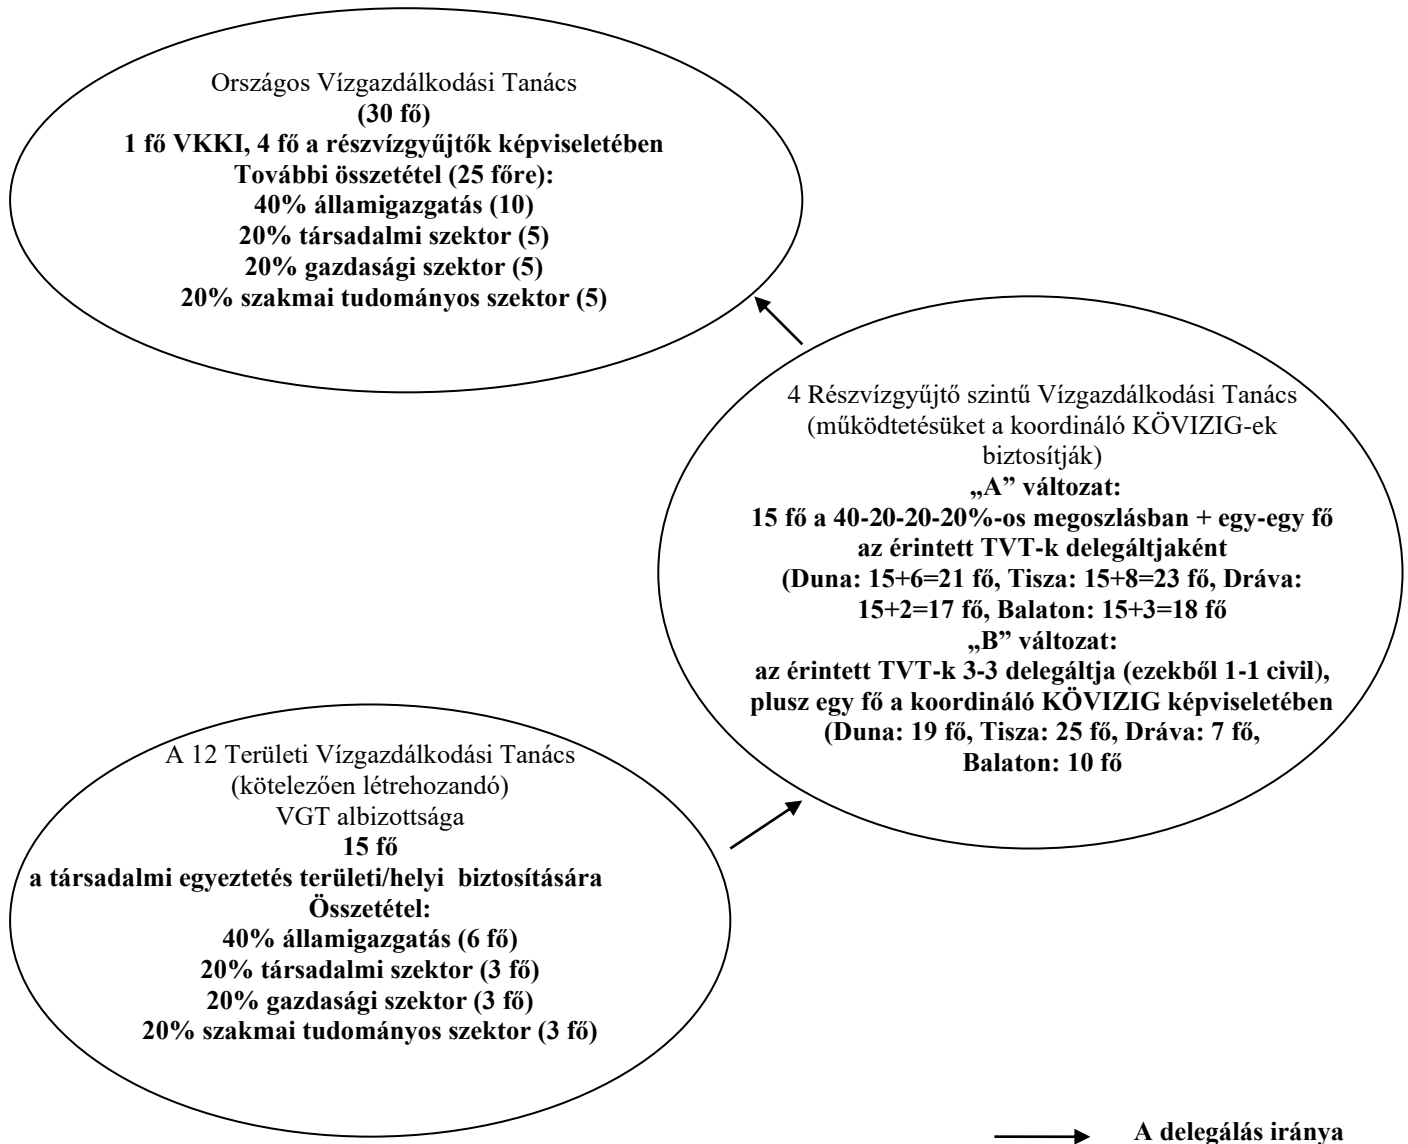 Országos Vízgazdálkodási Tanács
(30 fő)
1 fő VKKI, 4 fő a részvízgyűjtők képviseletében
További összetétel (25 főre):
40% államigazgatás (10)
20% társadalmi szektor (5)
20% gazdasági szektor (5)
20% szakmai tudományos szektor (5)
4 Részvízgyűjtő szintű Vízgazdálkodási Tanács
(működtetésüket a koordináló KÖVIZIG-ek
biztosítják)
„A” változat:
15 fő a 40-20-20-20%-os megoszlásban + egy-egy fő
az érintett TVT-k delegáltjaként
(Duna: 15+6=21 fő, Tisza: 15+8=23 fő, Dráva:
15+2=17 fő, Balaton: 15+3=18 fő
„B” változat:
az érintett TVT-k 3-3 delegáltja (ezekből 1-1 civil),
plusz egy fő a koordináló KÖVIZIG képviseletében
(Duna: 19 fő, Tisza: 25 fő, Dráva: 7 fő,
Balaton: 10 fő
A 12 Területi Vízgazdálkodási Tanács
(kötelezően létrehozandó)
VGT albizottsága
15 fő
a társadalmi egyeztetés területi/helyi  biztosítására
Összetétel:
40% államigazgatás (6 fő)
20% társadalmi szektor (3 fő)
20% gazdasági szektor (3 fő)
20% szakmai tudományos szektor (3 fő)
A delegálás iránya